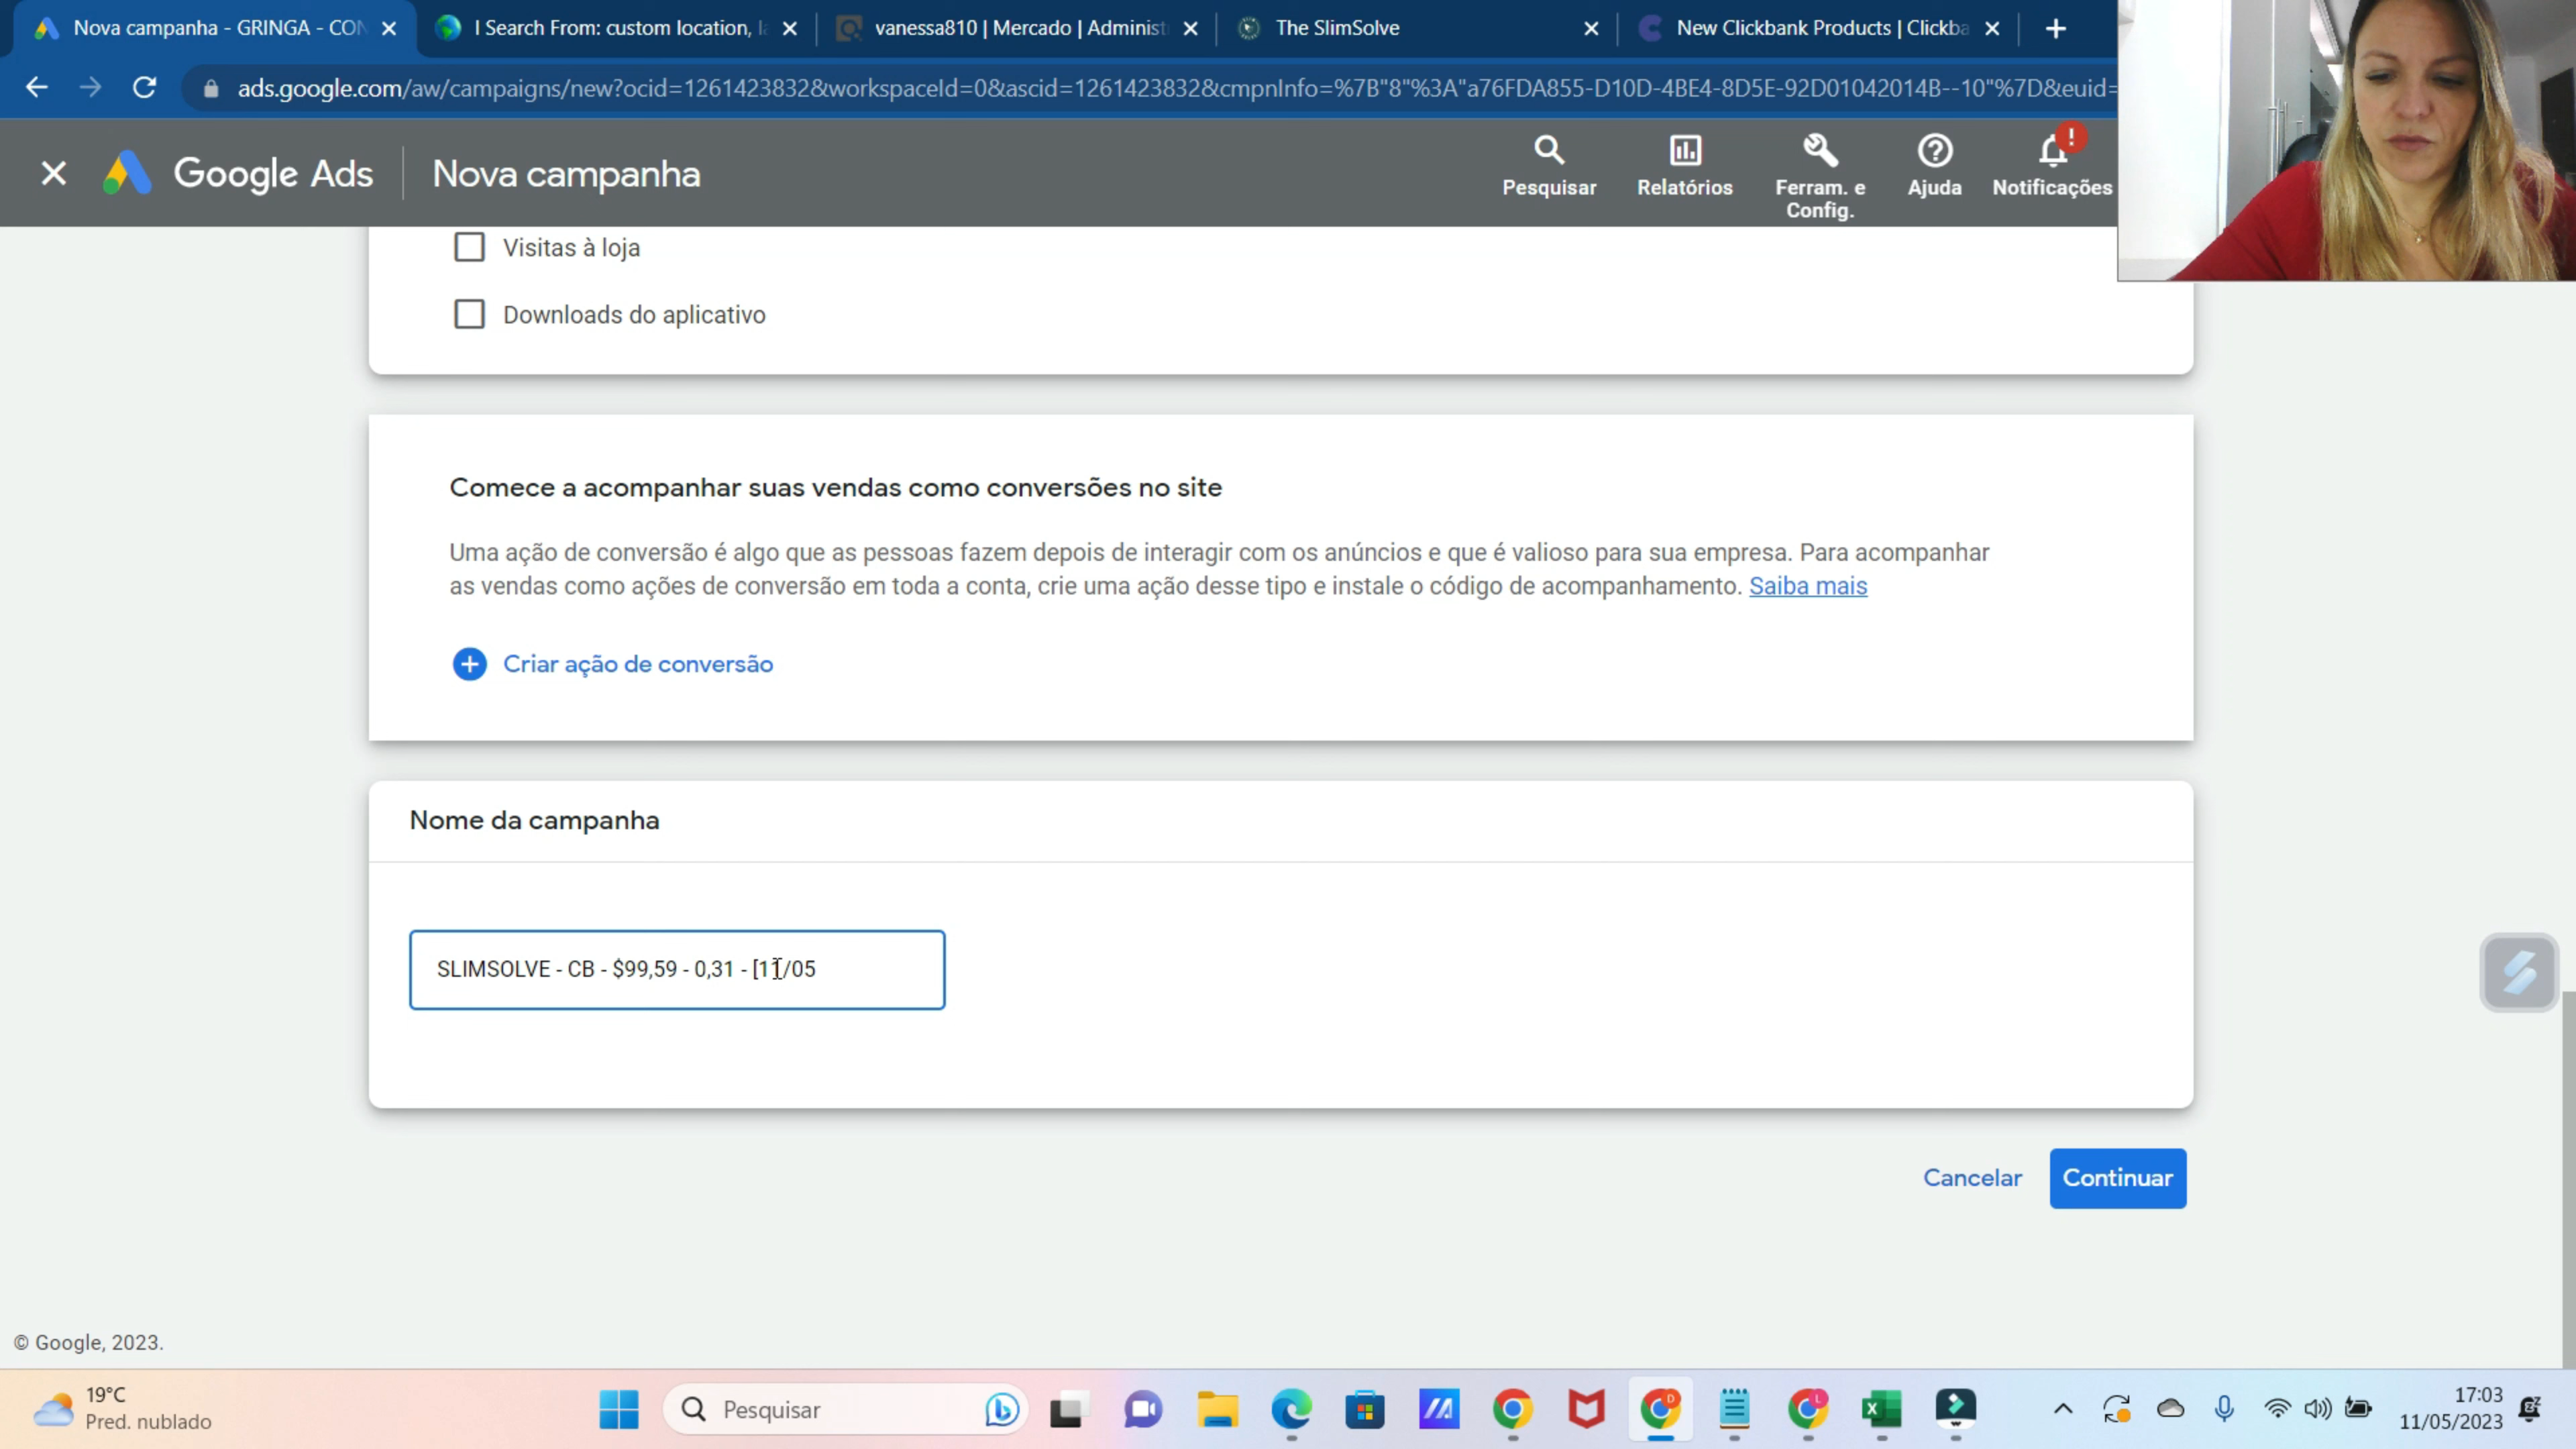 Nova campanha - GRINGA - CON
I Search From: custom location, l
vanessa810 | Mercado | Administ
The SlimSolve
New Clickbank Products | Clickba
ads.google.com/aw/campaigns/new?ocid=1261423832&workspaceId=0&ascid=1261423832&cmpnInfo=%7B"8"%3A"a76FDA855-D10D-4BE4-8D5E-92D01042014B--10"%7D&euid=
Google Ads
Nova campanha
Pesquisar
Relatórios
Ferram. e
Config.
Ajuda
Notificações
Visitas à loja
Downloads do aplicativo
Comece a acompanhar suas vendas como conversões no site
Uma ação de conversão é algo que as pessoas fazem depois de interagir com os anúncios e que é valioso para sua empresa. Para acompanhar
as vendas como ações de conversão em toda a conta, crie uma ação desse tipo e instale o código de acompanhamento. Saiba mais
Criar ação de conversão
Nome da campanha
SLIMSOLVE - CB - $99,59 - 0,31 - [11/05
Cancelar
Continuar
© Google, 2023.
19°C
Pred. nublado
Pesquisar
17:03
11/05/2023